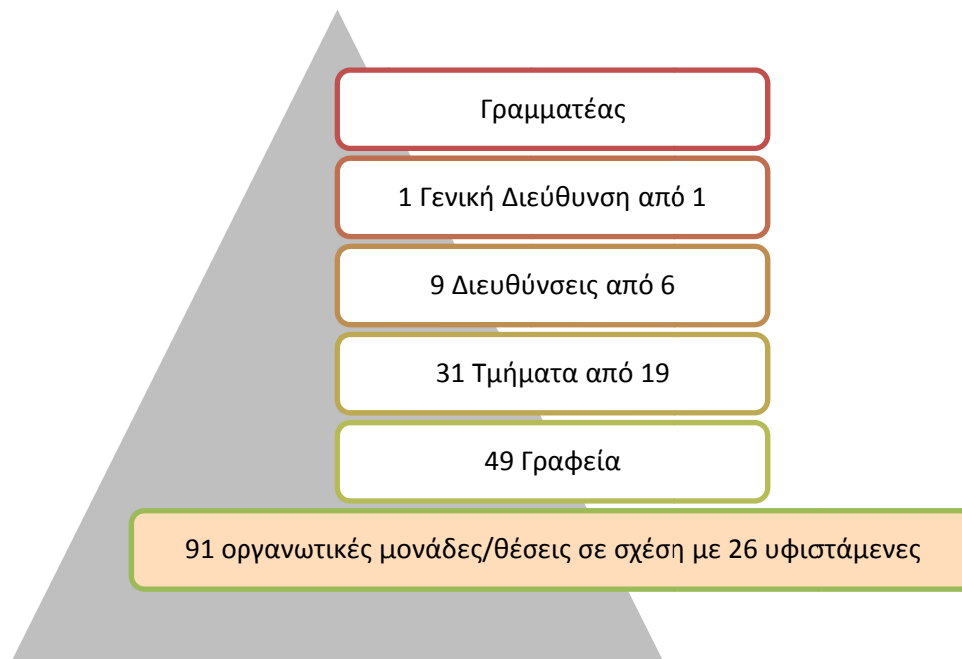 Γραμματέας
1 Γενική Διεύθυνση από 1
9 Διευθύνσεις από 6
31 Τμήματα από 19
49 Γραφεία
91 οργανωτικές μονάδες/θέσεις σε σχέση με 26 υφιστάμενες